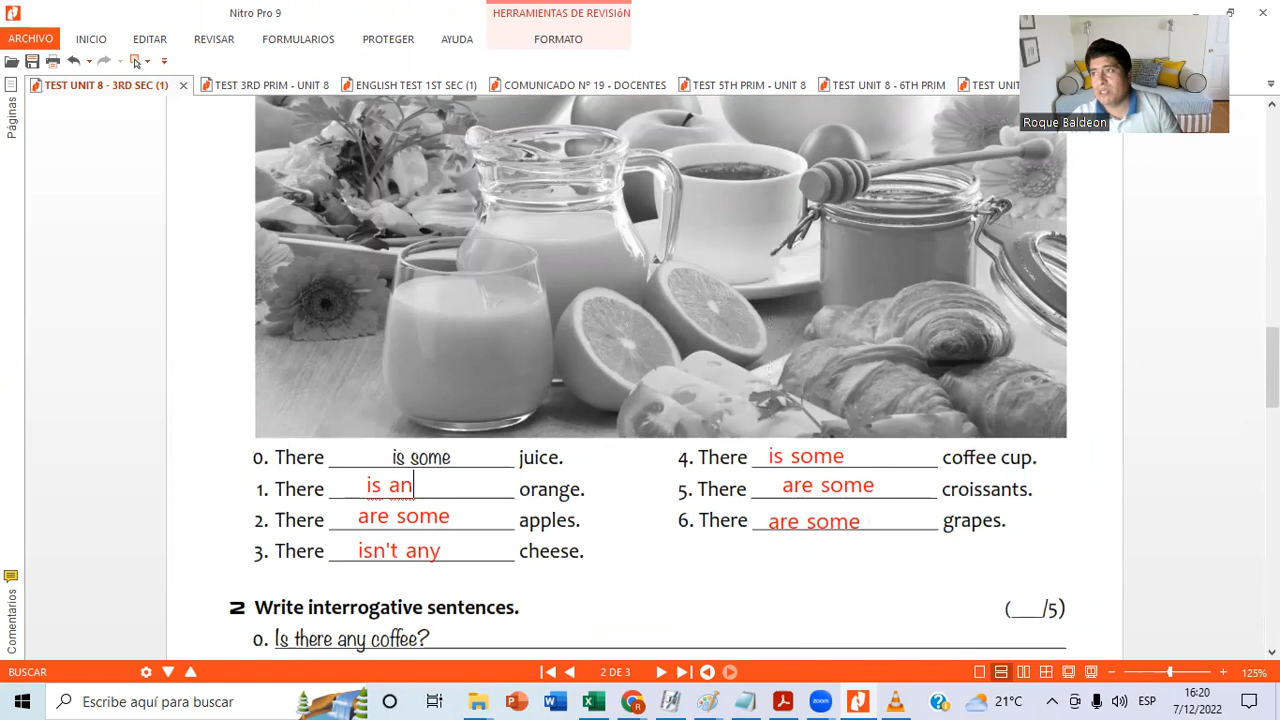 Nitro Pro 9
HERRAMIENTAS DE REVISIóN
ARCHIVO INICIO EDITAR REVISAR FORMULARIOS PROTEGER AYUDA FORMATO
TEST UNIT 8 - 3RD SEC (1) TEST 3RD PRIM - UNIT 8 ENGLISH TEST 1ST SEC (1) COMUNICADO N° 19 - DOCENTES TEST 5TH PRIM - UNIT 8 TEST UNIT 8 - 6TH PRIM TEST UNIT
Páginas
Roque Baldeon
0. There is some juice.
1. There is an orange.
2. There are some apples.
3. There isn't any cheese.
4. There is some coffee cup.
5. There are some croissants.
6. There are some grapes.
2 Write interrogative sentences. (___/5)
0. Is there any coffee?
Comentarios
BUSCAR 2 DE 3 125%
Escribe aquí para buscar 21°C ESP 16:20
7/12/2022